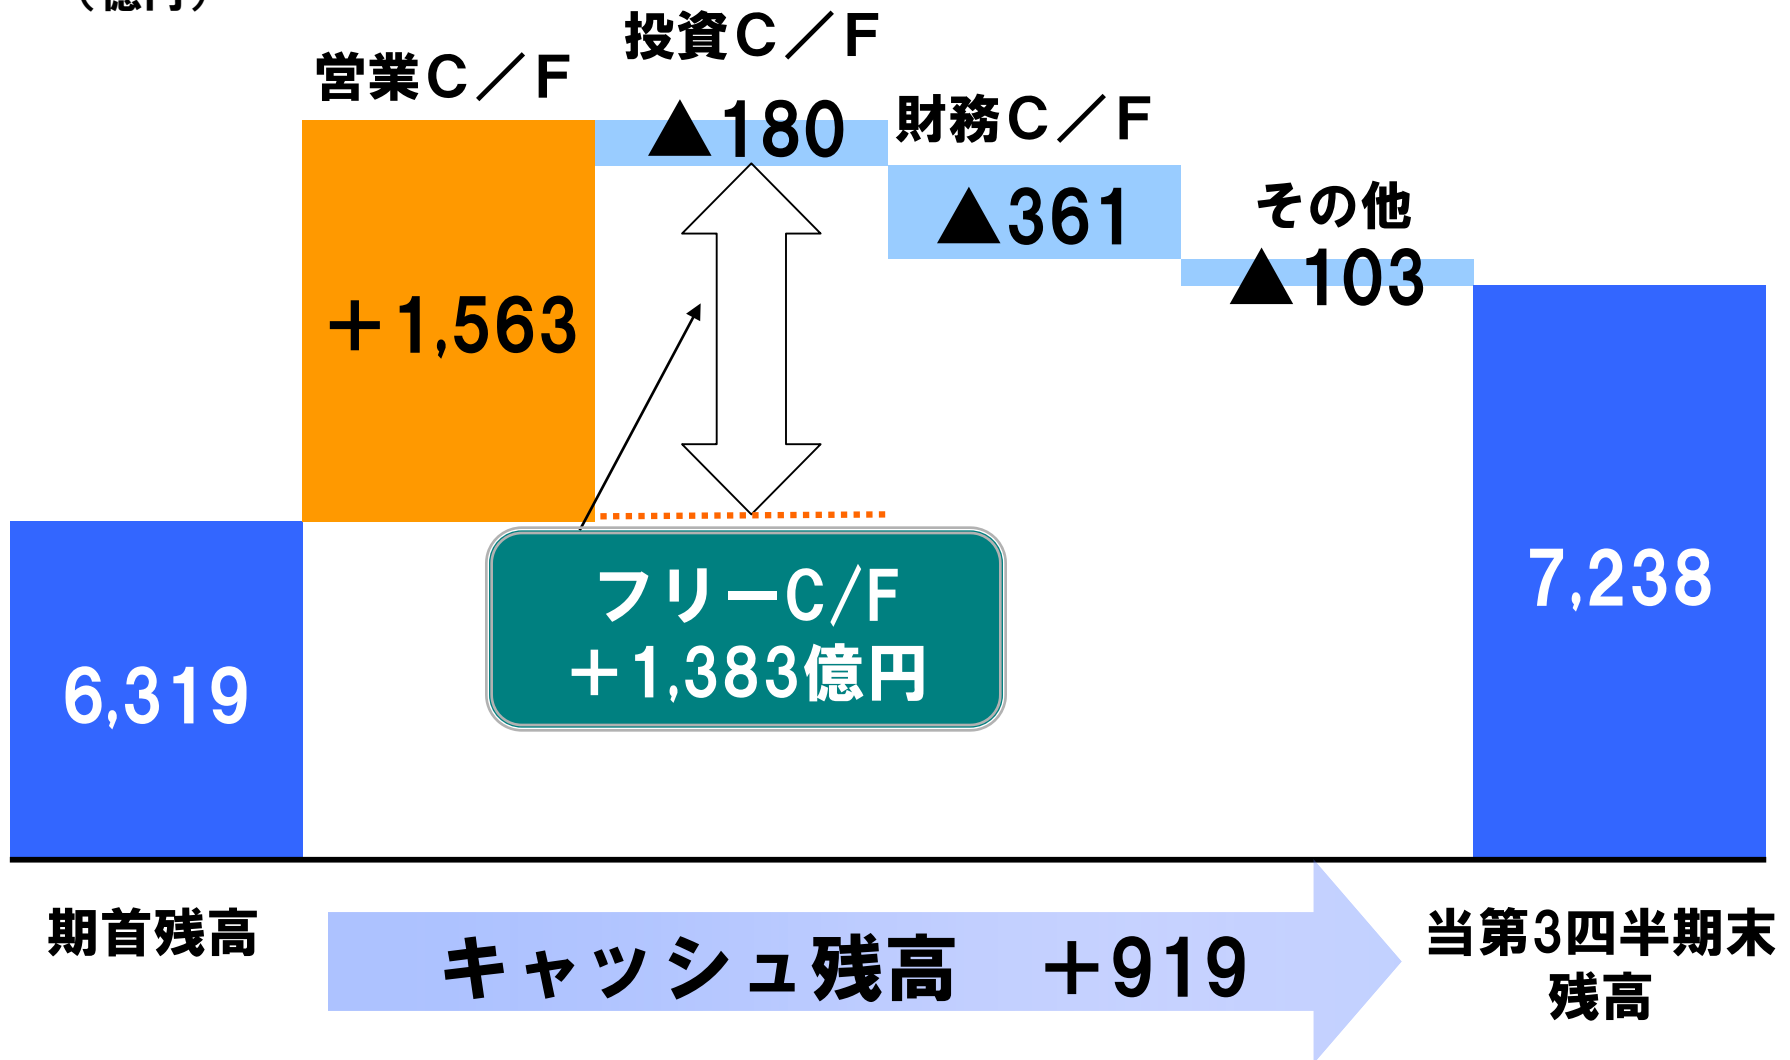 （億円）
営業Ｃ／Ｆ
投資Ｃ／Ｆ
財務Ｃ／Ｆ
その他
＋1,563
▲180
▲361
▲103
フリーC/F
＋1,383億円
6,319
7,238
期首残高
キャッシュ残高　＋919
当第3四半期末
残高